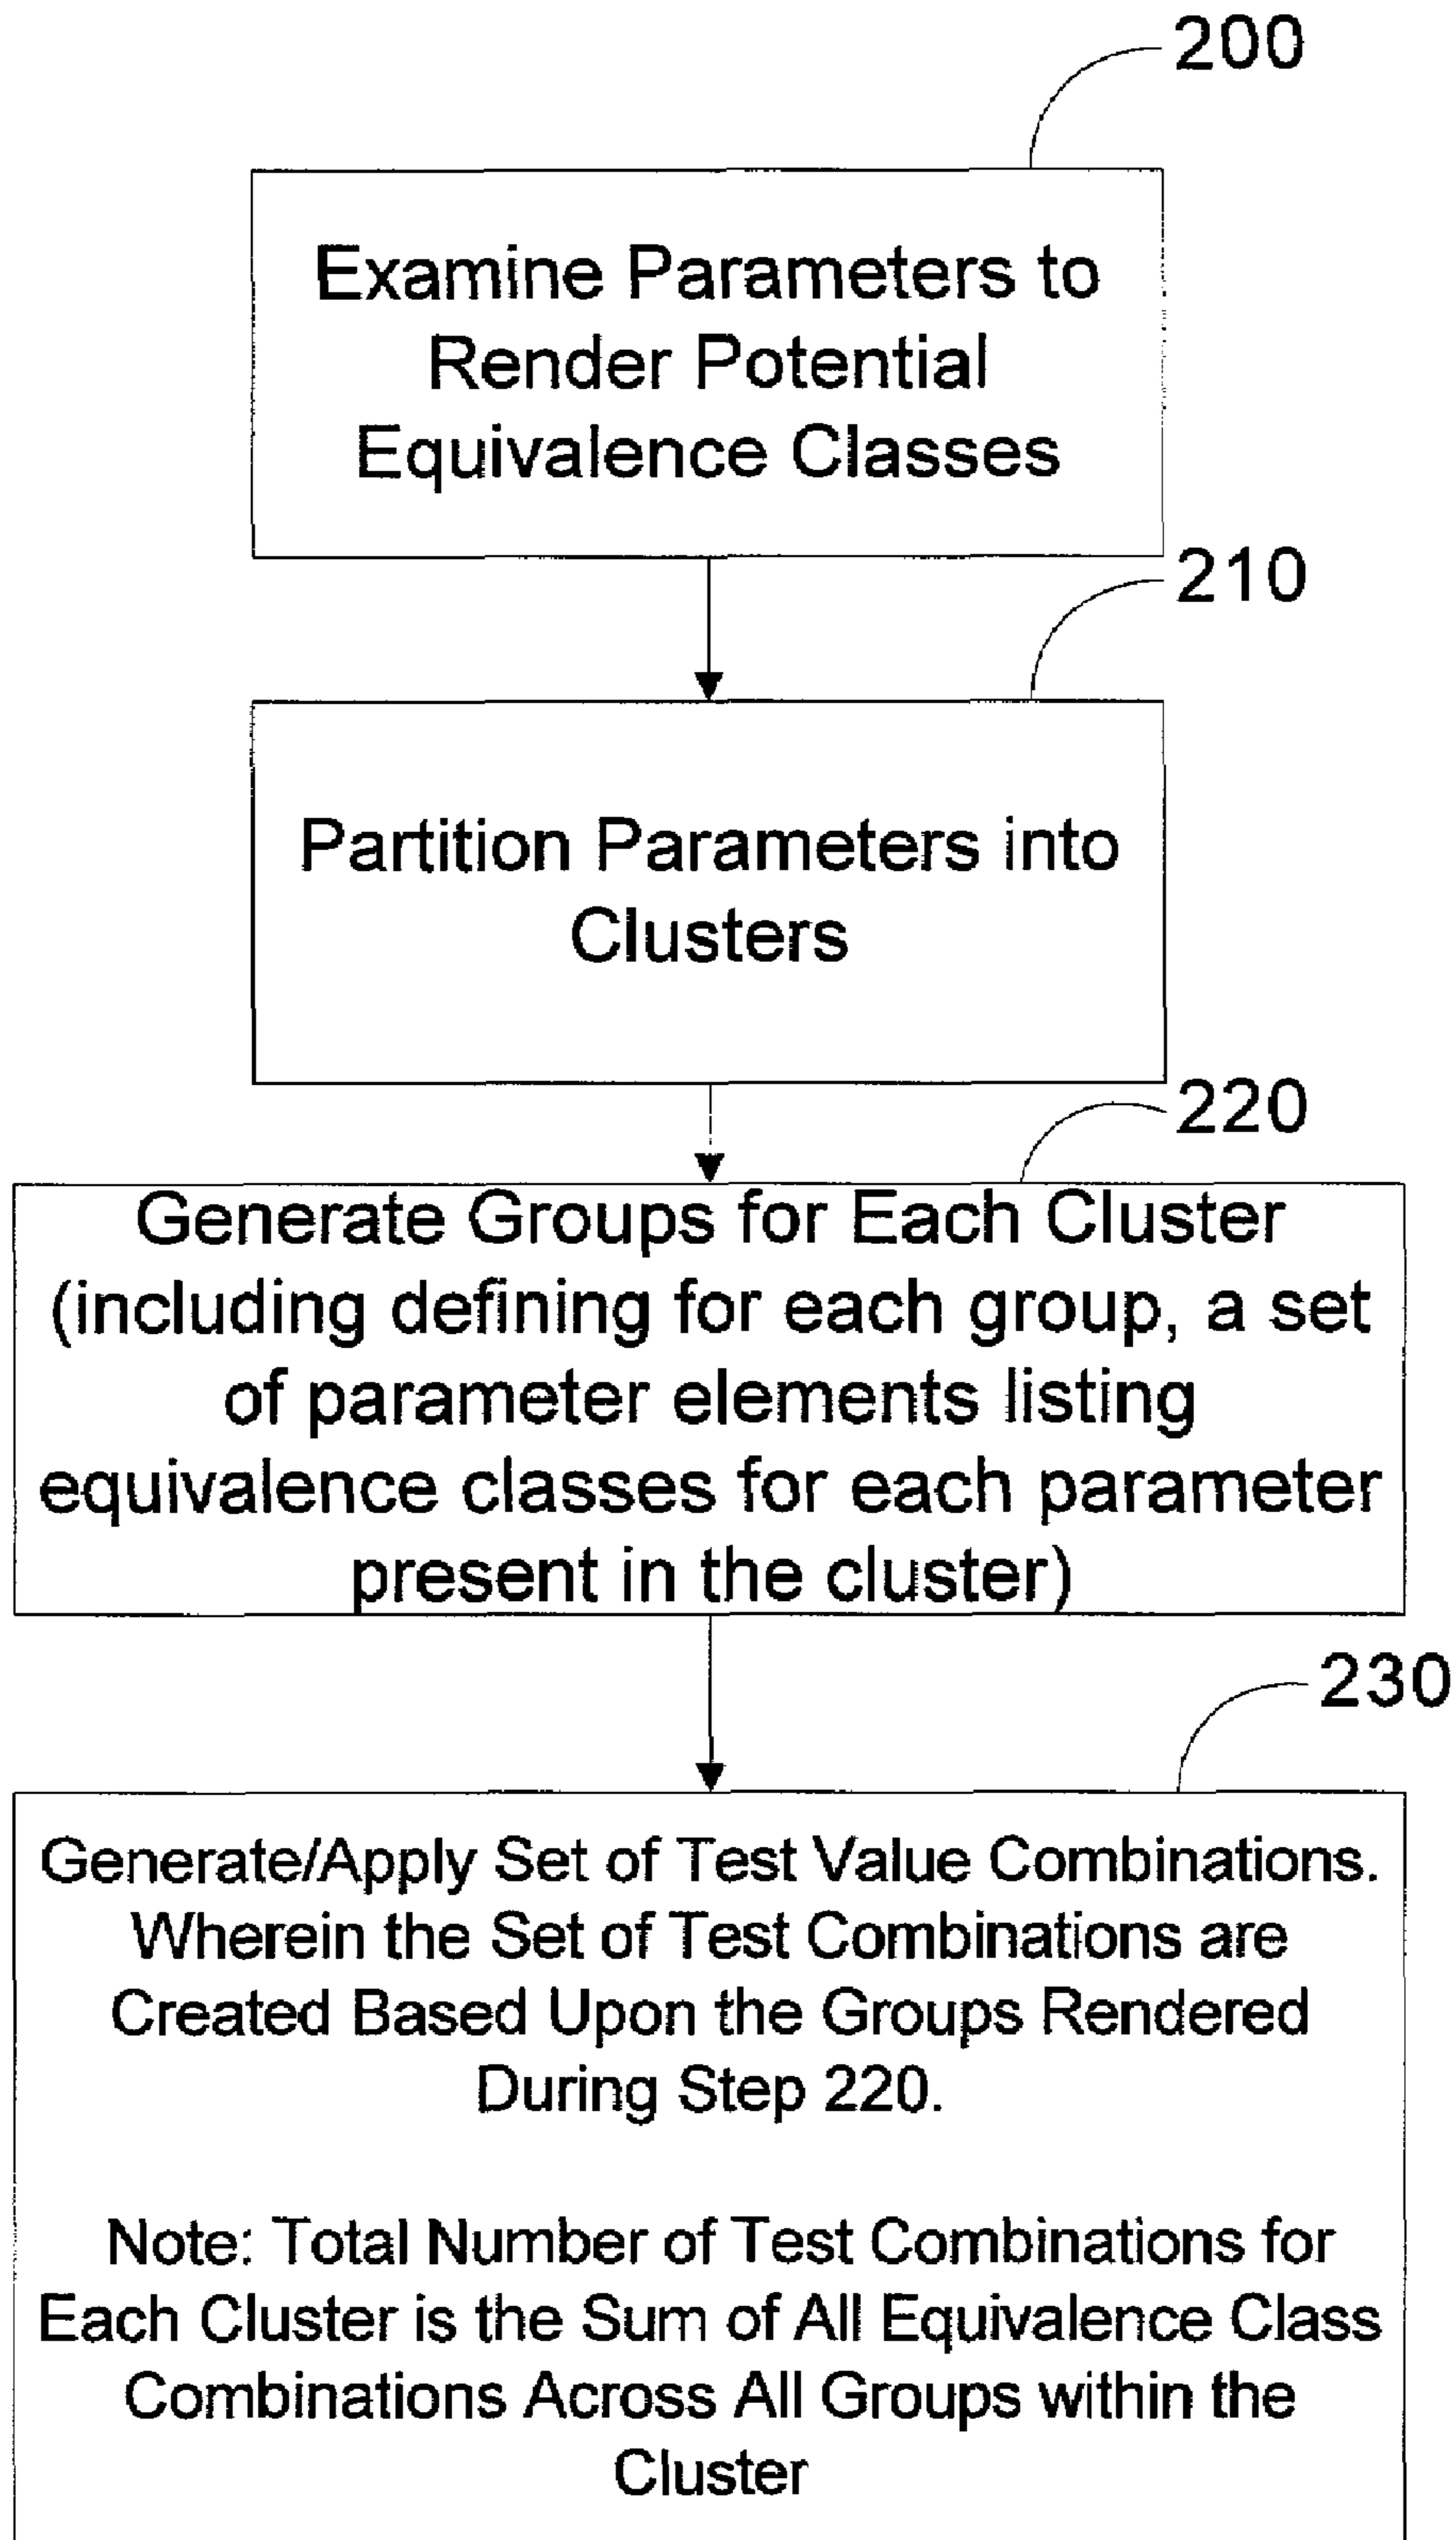 200
Examine Parameters to
Render Potential
Equivalence Classes
210
Partition Parameters into
Clusters
220
Generate Groups for Each Cluster
(including defining for each group, a set
of parameter elements listing
equivalence classes for each parameter
present in the cluster)
230
Generate/Apply Set of Test Value Combinations.
Wherein the Set of Test Combinations are
Created Based Upon the Groups Rendered
During Step 220.
Note: Total Number of Test Combinations for
Each Cluster is the Sum of All Equivalence Class
Combinations Across All Groups within the
Cluster